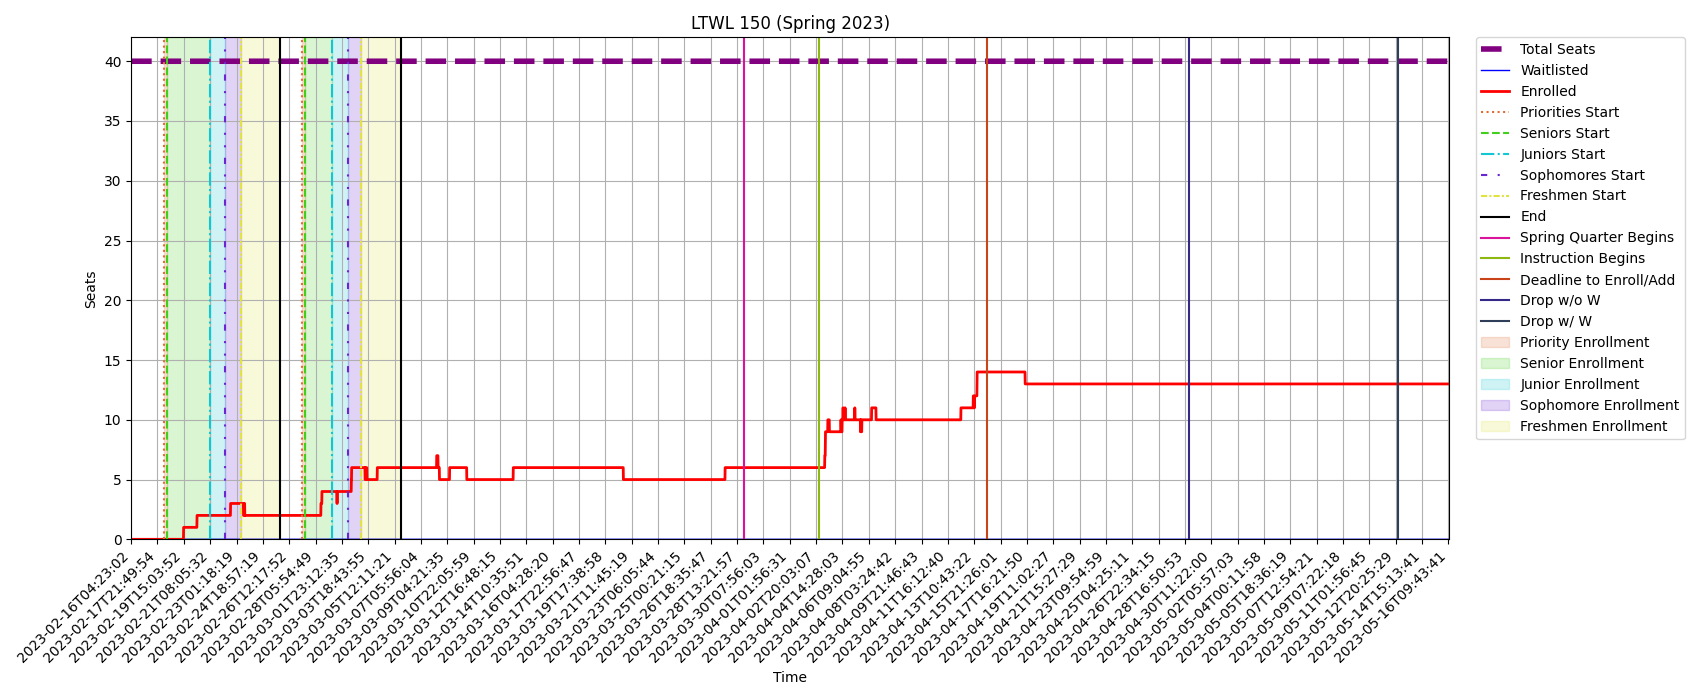 LTWL 150 (Spring 2023)
Seats
40
35
30
25
20
15
10
5
0
2023-02-16T04:23:02
2023-02-17T21:49:54
2023-02-19T15:03:52
2023-02-21T08:05:32
2023-02-23T01:18:19
2023-02-24T18:57:19
2023-02-26T12:17:52
2023-02-28T05:54:49
2023-03-01T23:12:35
2023-03-03T18:43:55
2023-03-05T12:11:21
2023-03-07T05:56:04
2023-03-09T04:21:35
2023-03-10T22:05:59
2023-03-12T16:48:15
2023-03-14T10:35:51
2023-03-16T04:28:20
2023-03-17T22:56:47
2023-03-19T17:38:58
2023-03-21T11:45:19
2023-03-23T06:05:44
2023-03-25T00:21:15
2023-03-26T18:35:47
2023-03-28T13:21:57
2023-03-30T07:56:03
2023-04-01T01:56:31
2023-04-02T20:03:07
2023-04-04T14:28:03
2023-04-06T09:04:55
2023-04-08T03:24:42
2023-04-09T21:46:43
2023-04-11T16:12:40
2023-04-13T10:43:22
2023-04-15T21:26:01
2023-04-17T16:21:50
2023-04-19T11:02:27
2023-04-21T15:27:29
2023-04-23T09:54:59
2023-04-25T04:25:11
2023-04-26T22:34:15
2023-04-28T16:50:53
2023-04-30T11:22:00
2023-05-02T05:57:03
2023-05-04T00:11:58
2023-05-05T18:36:19
2023-05-07T12:54:21
2023-05-09T07:22:18
2023-05-11T01:56:45
2023-05-12T20:25:29
2023-05-14T15:13:41
2023-05-16T09:43:41
Time
Total Seats
Waitlisted
Enrolled
Priorities Start
Seniors Start
Juniors Start
Sophomores Start
Freshmen Start
End
Spring Quarter Begins
Instruction Begins
Deadline to Enroll/Add
Drop w/o W
Drop w/ W
Priority Enrollment
Senior Enrollment
Junior Enrollment
Sophomore Enrollment
Freshmen Enrollment